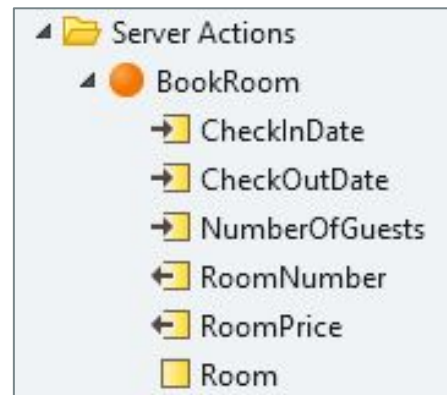 Server Actions
BookRoom
CheckInDate
CheckOutDate
NumberOfGuests
RoomNumber
RoomPrice
Room